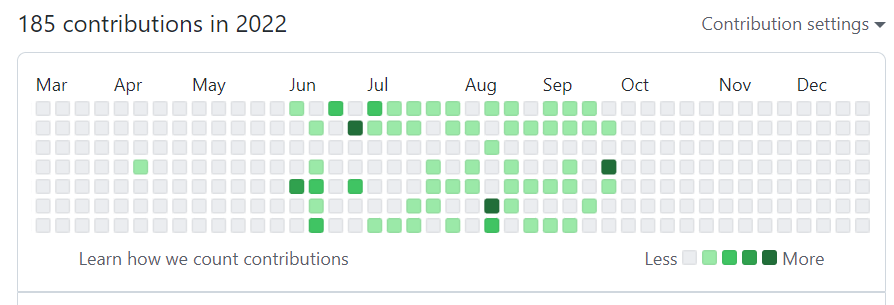 185 contributions in 2022
Contribution settings
Mar Apr May Jun Jul Aug Sep Oct Nov Dec
Learn how we count contributions
Less More